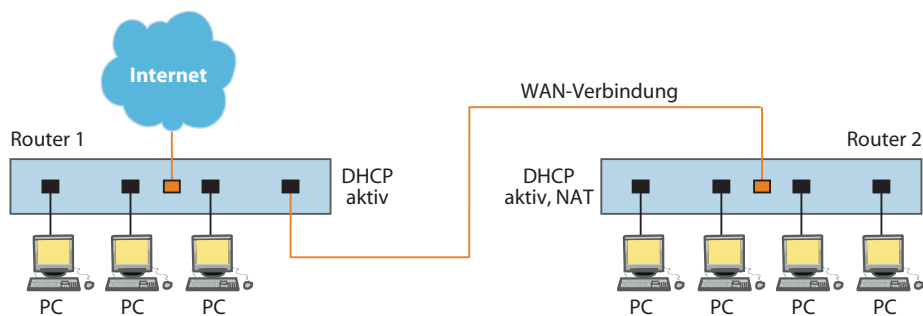 Internet
WAN-Verbindung
Router 1
Router 2
DHCP
aktiv
DHCP
aktiv, NAT
PC
PC
PC
PC
PC
PC
PC